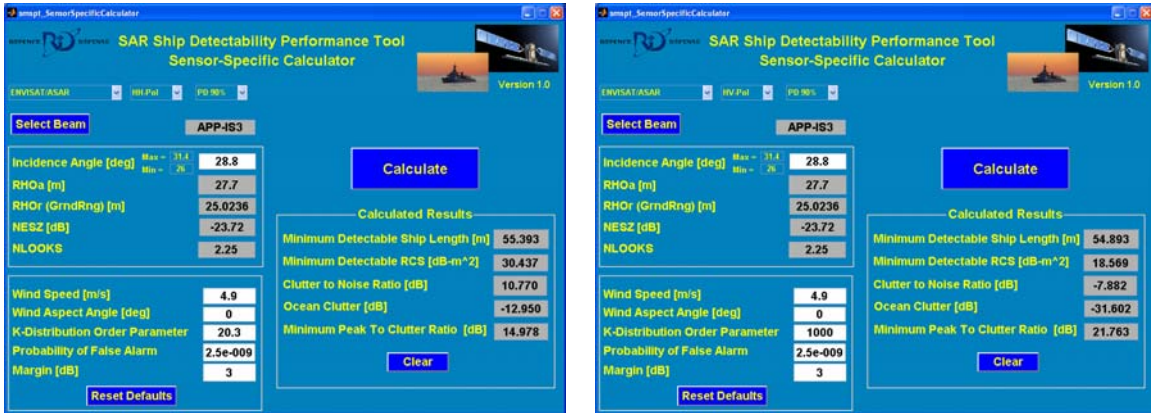 smspt_SensorSpecificCalculator
SAR Ship Detectability Performance Tool
Sensor-Specific Calculator
Version 1.0
ENVISAT/ASAR HH-Pol PD 90%
Select Beam APP-IS3
Incidence Angle [deg] Max = 31.4 Min = 26 28.8
RHOa [m] 27.7
RHOr (GrndRng) [m] 25.0236
NESZ [dB] -23.72
NLOOKS 2.25
Wind Speed [m/s] 4.9
Wind Aspect Angle [deg] 0
K-Distribution Order Parameter 20.3
Probability of False Alarm 2.5e-009
Margin [dB] 3
Reset Defaults
Calculate
Calculated Results
Minimum Detectable Ship Length [m] 55.393
Minimum Detectable RCS [dB-m^2] 30.437
Clutter to Noise Ratio [dB] 10.770
Ocean Clutter [dB] -12.950
Minimum Peak To Clutter Ratio [dB] 14.978
Clear
smspt_SensorSpecificCalculator
SAR Ship Detectability Performance Tool
Sensor-Specific Calculator
Version 1.0
ENVISAT/ASAR HV-Pol PD 90%
Select Beam APP-IS3
Incidence Angle [deg] Max = 31.4 Min = 26 28.8
RHOa [m] 27.7
RHOr (GrndRng) [m] 25.0236
NESZ [dB] -23.72
NLOOKS 2.25
Wind Speed [m/s] 4.9
Wind Aspect Angle [deg] 0
K-Distribution Order Parameter 1000
Probability of False Alarm 2.5e-009
Margin [dB] 3
Reset Defaults
Calculate
Calculated Results
Minimum Detectable Ship Length [m] 54.893
Minimum Detectable RCS [dB-m^2] 18.569
Clutter to Noise Ratio [dB] -7.882
Ocean Clutter [dB] -31.602
Minimum Peak To Clutter Ratio [dB] 21.763
Clear